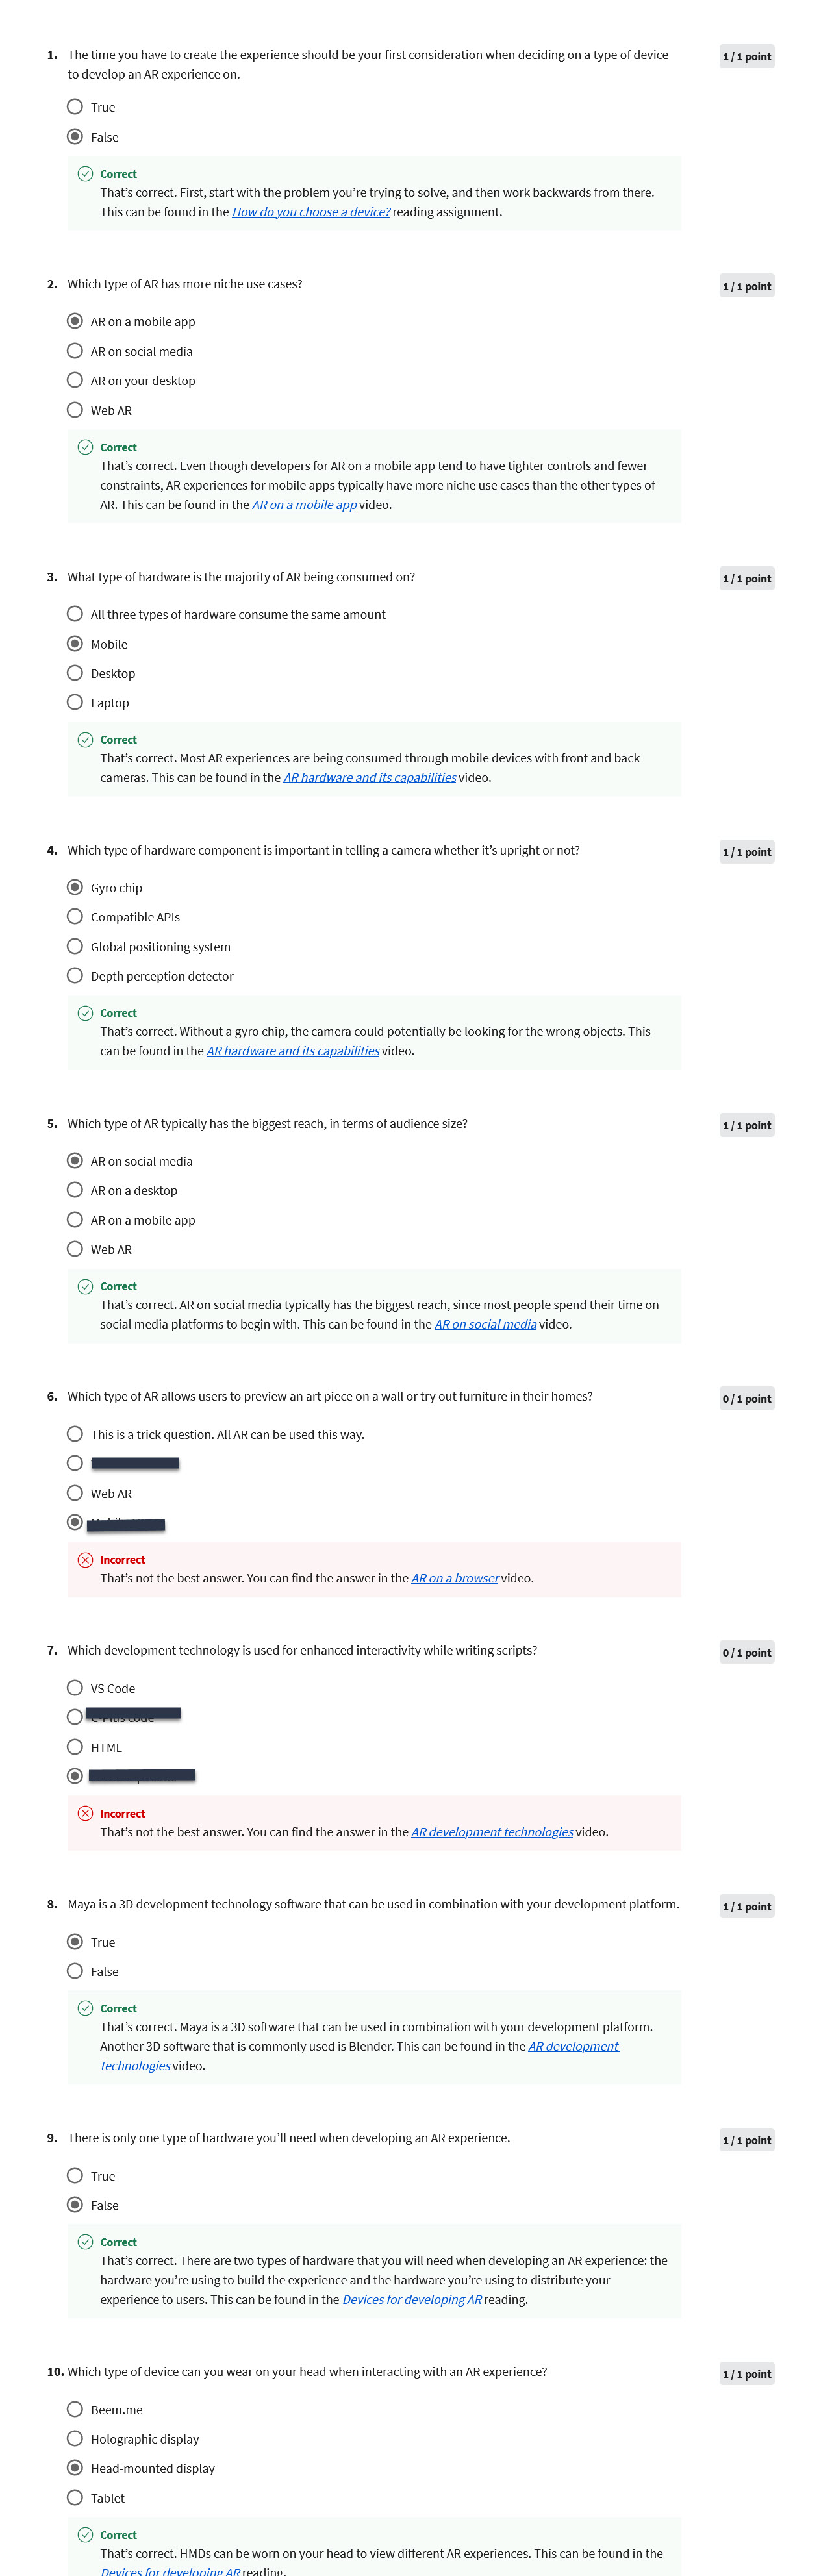 1. The time you have to create the experience should be your first consideration when deciding on a type of device
to develop an AR experience on.
1 / 1 point
True
False
Correct
That’s correct. First, start with the problem you’re trying to solve, and then work backwards from there.
This can be found in the How do you choose a device? reading assignment.
2. Which type of AR has more niche use cases?
1 / 1 point
AR on a mobile app
AR on social media
AR on your desktop
Web AR
Correct
That’s correct. Even though developers for AR on a mobile app tend to have tighter controls and fewer
constraints, AR experiences for mobile apps typically have more niche use cases than the other types of
AR. This can be found in the AR on a mobile app video.
3. What type of hardware is the majority of AR being consumed on?
1 / 1 point
All three types of hardware consume the same amount
Mobile
Desktop
Laptop
Correct
That’s correct. Most AR experiences are being consumed through mobile devices with front and back
cameras. This can be found in the AR hardware and its capabilities video.
4. Which type of hardware component is important in telling a camera whether it’s upright or not?
1 / 1 point
Gyro chip
Compatible APIs
Global positioning system
Depth perception detector
Correct
That’s correct. Without a gyro chip, the camera could potentially be looking for the wrong objects. This
can be found in the AR hardware and its capabilities video.
5. Which type of AR typically has the biggest reach, in terms of audience size?
1 / 1 point
AR on social media
AR on a desktop
AR on a mobile app
Web AR
Correct
That’s correct. AR on social media typically has the biggest reach, since most people spend their time on
social media platforms to begin with. This can be found in the AR on social media video.
6. Which type of AR allows users to preview an art piece on a wall or try out furniture in their homes?
0 / 1 point
This is a trick question. All AR can be used this way.
Web AR
Incorrect
That’s not the best answer. You can find the answer in the AR on a browser video.
7. Which development technology is used for enhanced interactivity while writing scripts?
0 / 1 point
VS Code
HTML
Incorrect
That’s not the best answer. You can find the answer in the AR development technologies video.
8. Maya is a 3D development technology software that can be used in combination with your development platform.
1 / 1 point
True
False
Correct
That’s correct. Maya is a 3D software that can be used in combination with your development platform.
Another 3D software that is commonly used is Blender. This can be found in the AR development
technologies video.
9. There is only one type of hardware you’ll need when developing an AR experience.
1 / 1 point
True
False
Correct
That’s correct. There are two types of hardware that you will need when developing an AR experience: the
hardware you’re using to build the experience and the hardware you’re using to distribute your
experience to users. This can be found in the Devices for developing AR reading.
10. Which type of device can you wear on your head when interacting with an AR experience?
1 / 1 point
Beem.me
Holographic display
Head-mounted display
Tablet
Correct
That’s correct. HMDs can be worn on your head to view different AR experiences. This can be found in the
Devices for developing AR reading.